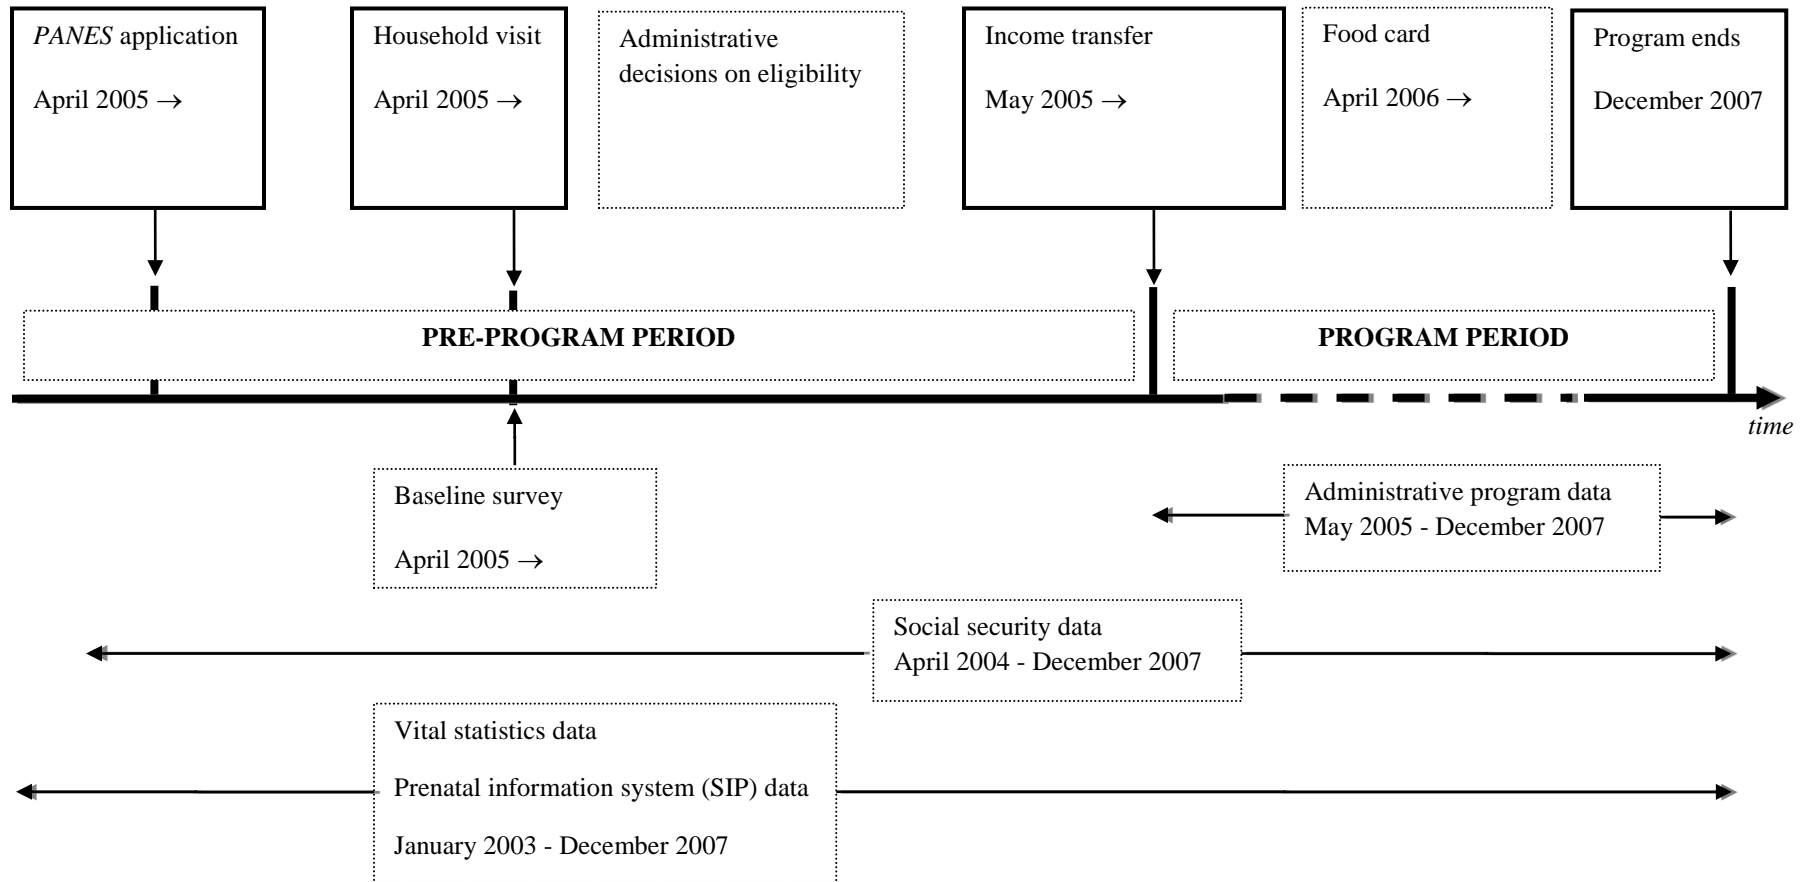 PANES application
April 2005 →
Household visit
April 2005 →
Administrative
decisions on eligibility
Income transfer
May 2005 →
Food card
April 2006 →
Program ends
December 2007
PRE-PROGRAM PERIOD
PROGRAM PERIOD
time
Baseline survey
April 2005 →
Administrative program data
May 2005 - December 2007
Social security data
April 2004 - December 2007
Vital statistics data
Prenatal information system (SIP) data
January 2003 - December 2007